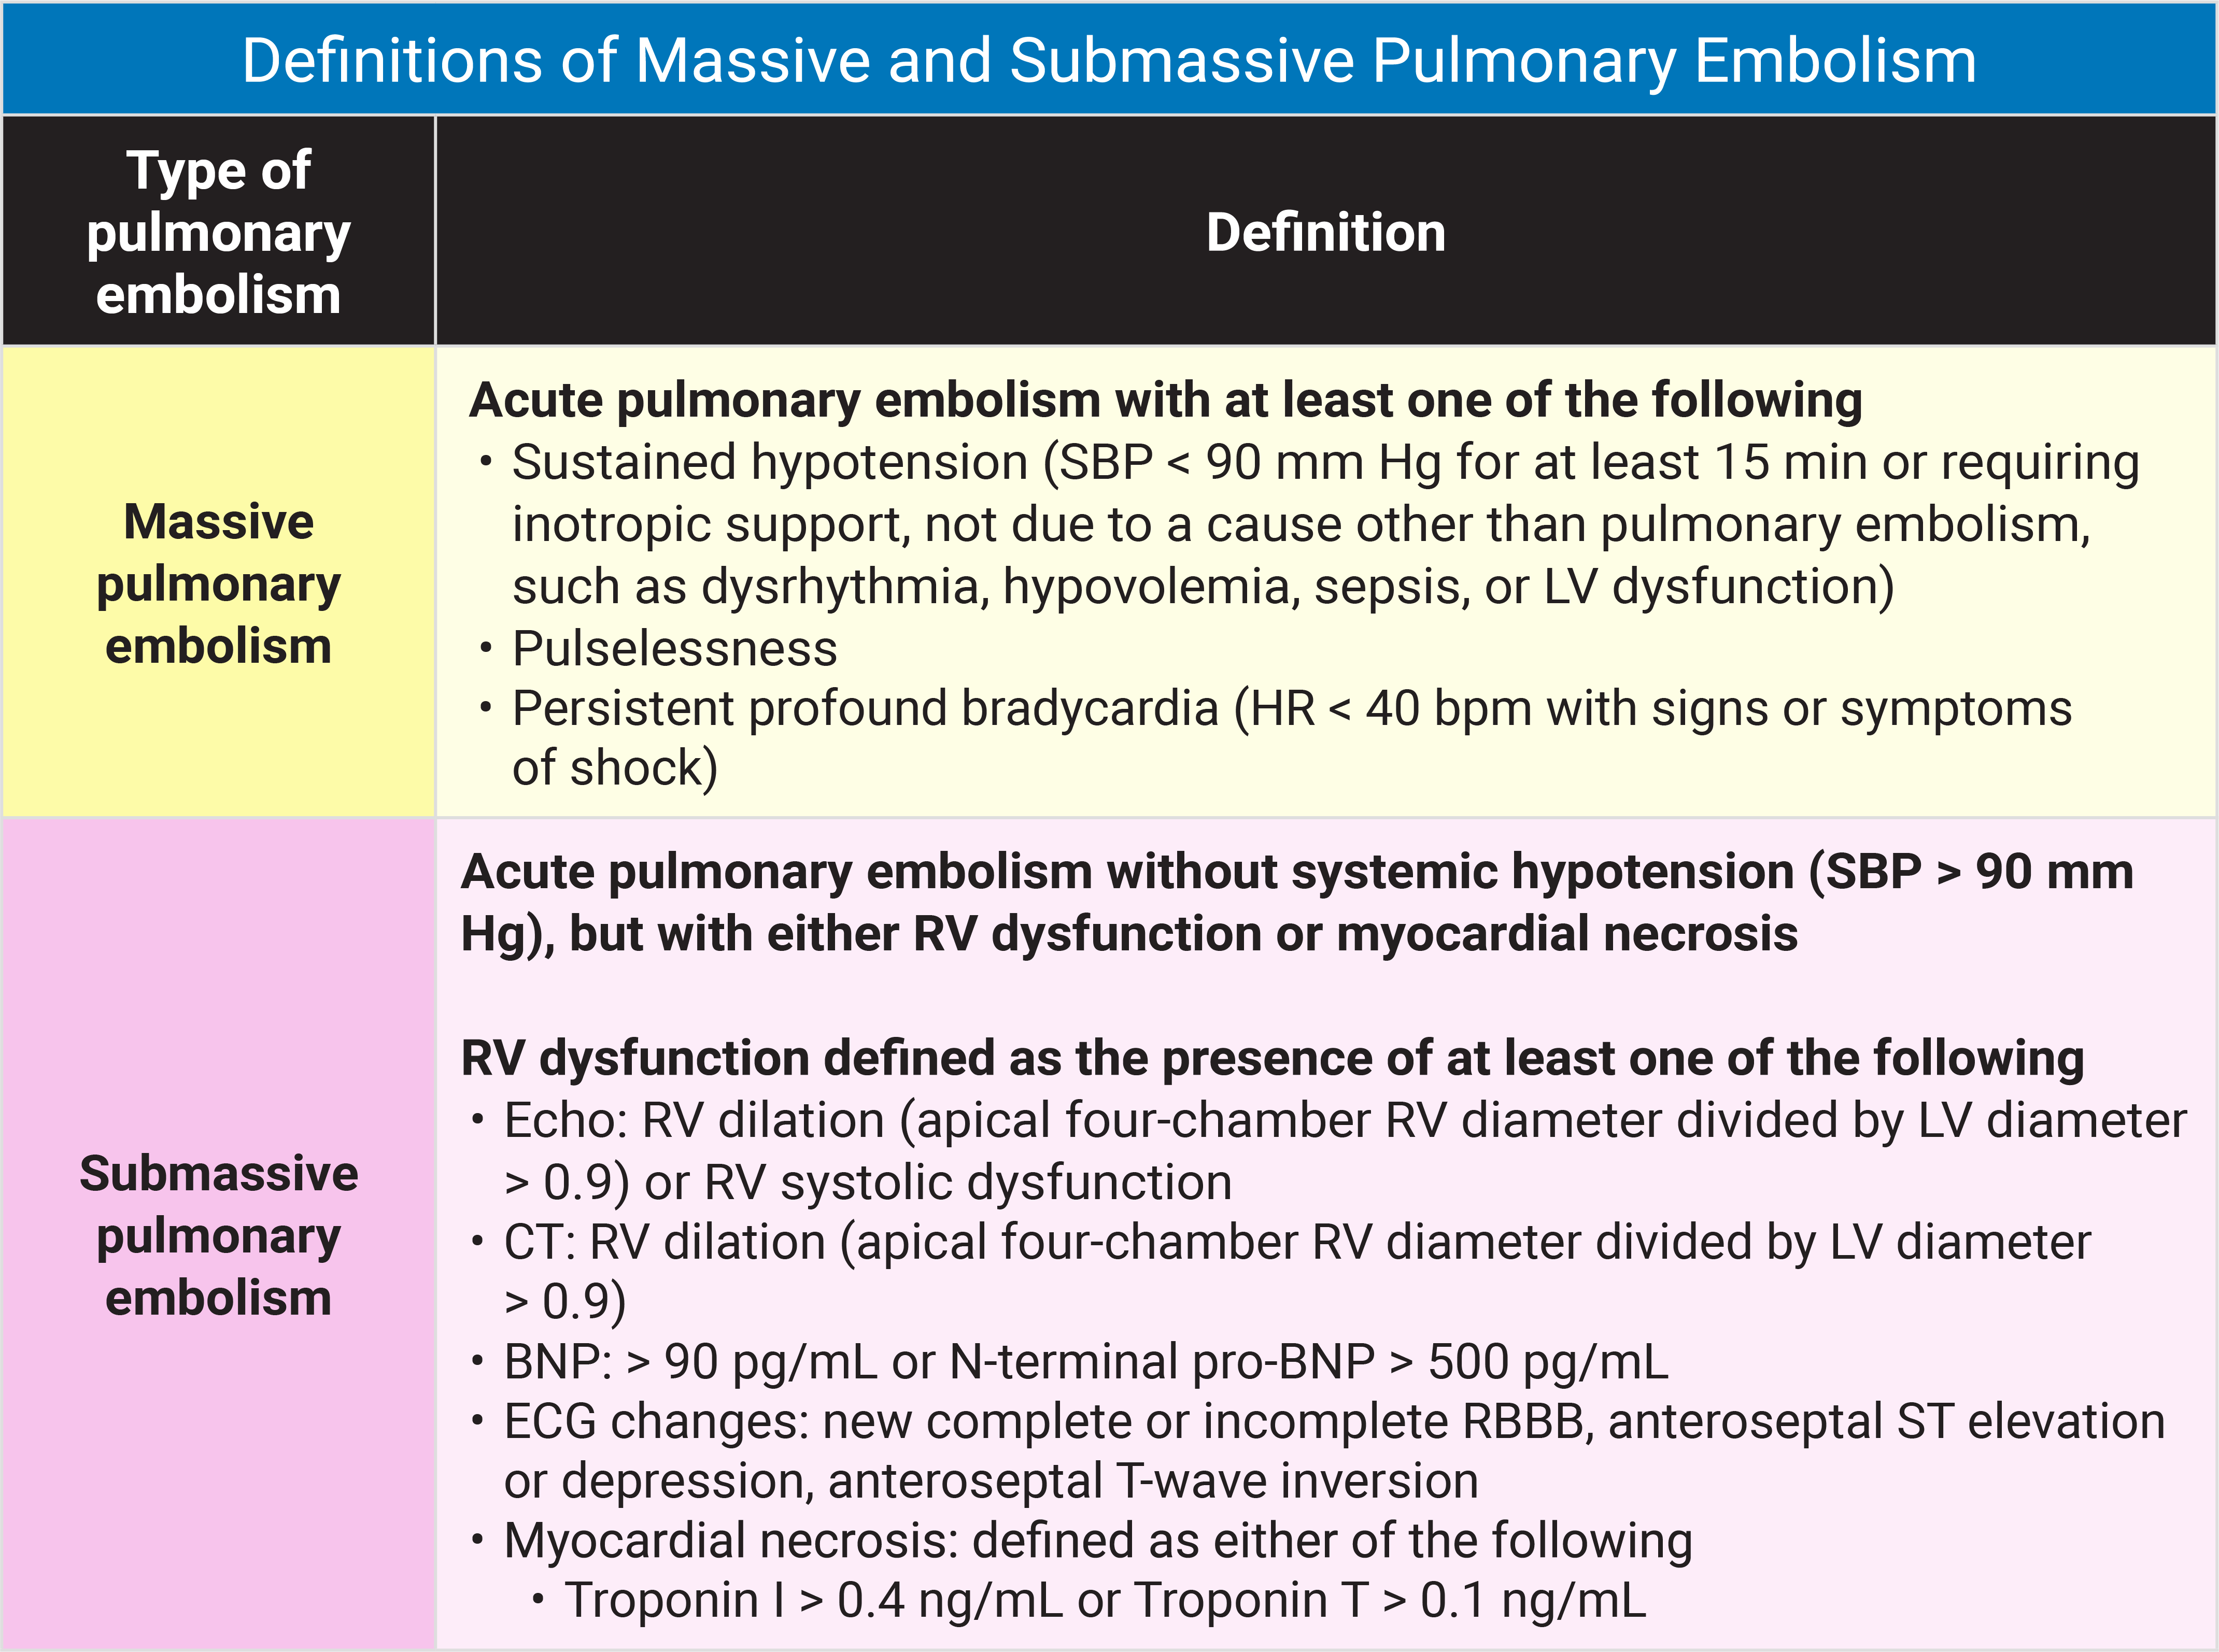 Definitions of Massive and Submassive Pulmonary Embolism
Type of
pulmonary
embolism
Definition
Massive
pulmonary
embolism
Acute pulmonary embolism with at least one of the following
• Sustained hypotension (SBP < 90 mm Hg for at least 15 min or requiring
inotropic support, not due to a cause other than pulmonary embolism,
such as dysrhythmia, hypovolemia, sepsis, or LV dysfunction)
• Pulselessness
• Persistent profound bradycardia (HR < 40 bpm with signs or symptoms
of shock)
Submassive
pulmonary
embolism
Acute pulmonary embolism without systemic hypotension (SBP > 90 mm
Hg), but with either RV dysfunction or myocardial necrosis
RV dysfunction defined as the presence of at least one of the following
• Echo: RV dilation (apical four-chamber RV diameter divided by LV diameter
> 0.9) or RV systolic dysfunction
• CT: RV dilation (apical four-chamber RV diameter divided by LV diameter
> 0.9)
• BNP: > 90 pg/mL or N-terminal pro-BNP > 500 pg/mL
• ECG changes: new complete or incomplete RBBB, anteroseptal ST elevation
or depression, anteroseptal T-wave inversion
• Myocardial necrosis: defined as either of the following
• Troponin I > 0.4 ng/mL or Troponin T > 0.1 ng/mL